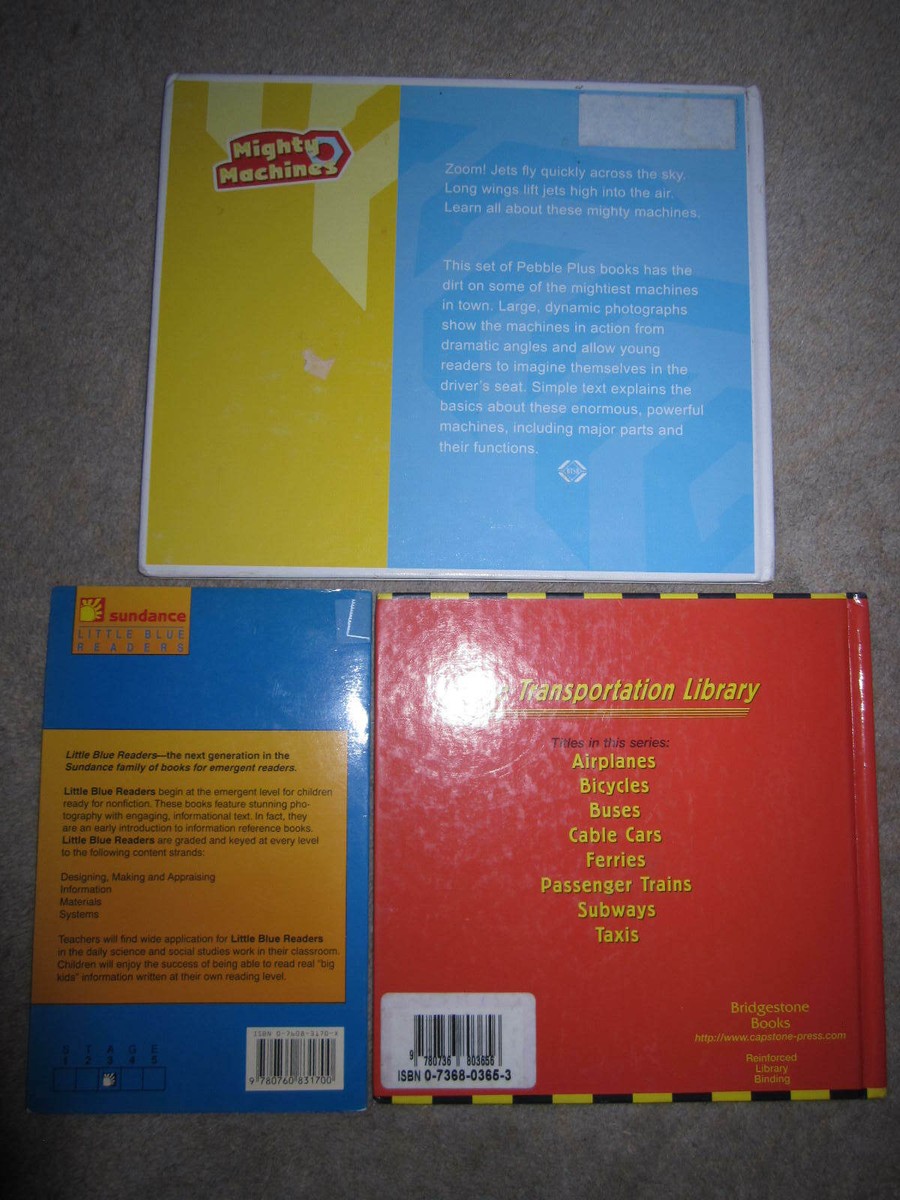 Mighty
Machines
Zoom! Jets fly quickly across the sky.
Long wings lift jets high into the air.
Learn all about these mighty machines.
This set of Pebble Plus books has the
dirt on some of the mightiest machines
in town. Large, dynamic photographs
show the machines in action from
dramatic angles and allow young
readers to imagine themselves in the
driver's seat. Simple text explains the
basics about these enormous, powerful
machines, including major parts and
their functions.
sundance
LITTLE BLUE
READERS
Little Blue Readers—the next generation in the
Sundance family of books for emergent readers.
Little Blue Readers begin at the emergent level for children
ready for nonfiction. These books feature stunning pho-
tography with engaging, informational text. In fact, they
are an early introduction to information reference books.
Little Blue Readers are graded and keyed at every level
to the following content strands:
Designing, Making and Appraising
Information
Materials
Systems
Teachers will find wide application for Little Blue Readers
in the daily science and social studies work in their classroom.
Children will enjoy the success of being able to read real "big
kids" information written at their own reading level.
S T A G E
1 2 3 4 5
ISBN 0-7608-3170-X
9 780760 831700
Transportation Library
Titles in this series:
Airplanes
Bicycles
Buses
Cable Cars
Ferries
Passenger Trains
Subways
Taxis
9 780736 803656
ISBN 0-7368-0365-3
Bridgestone
Books
http://www.capstone-press.com
Reinforced
Library
Binding